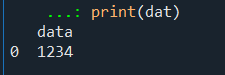 ...: print(dat)
data
0 1234